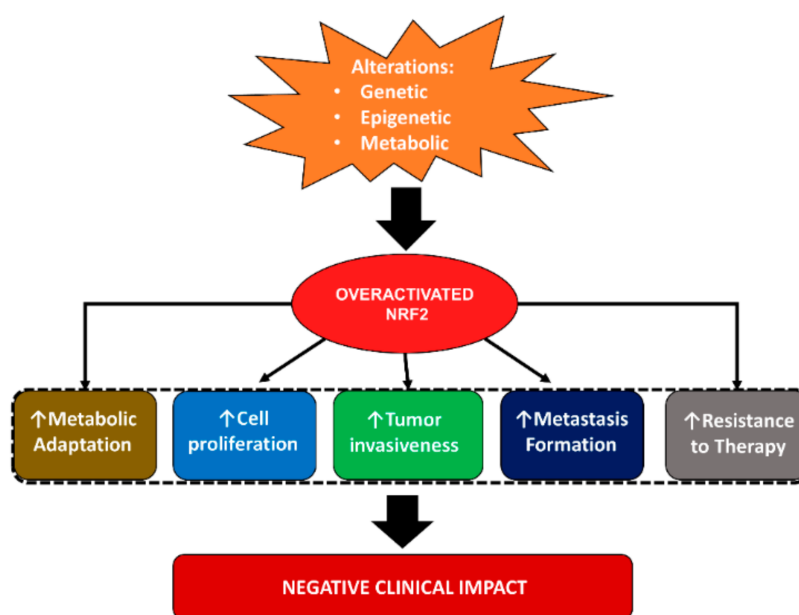 Alterations:
• Genetic
• Epigenetic
• Metabolic
OVERACTIVATED
NRF2
↑Metabolic
Adaptation
↑Cell
proliferation
↑Tumor
invasiveness
↑Metastasis
Formation
↑Resistance
to Therapy
NEGATIVE CLINICAL IMPACT